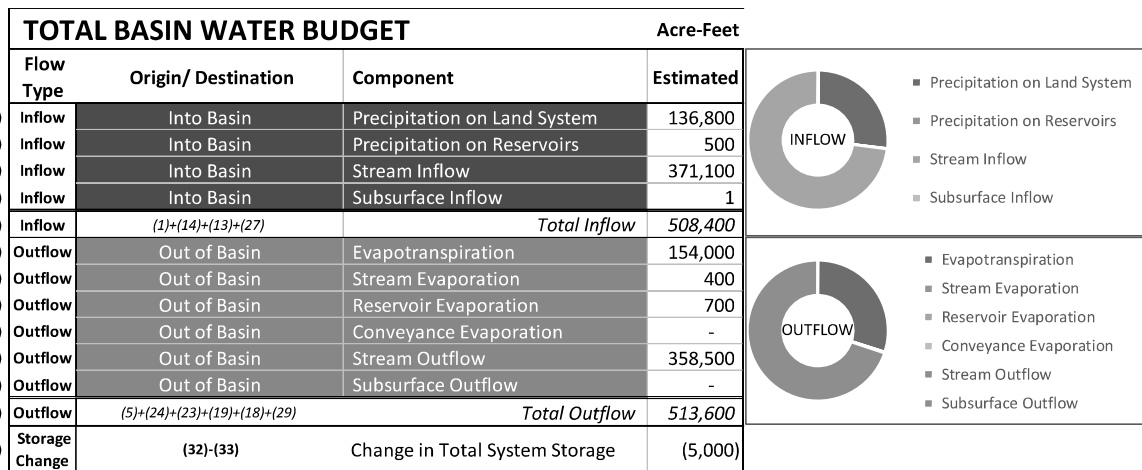 TOTAL BASIN WATER BUDGET Acre-Feet
Flow Type Origin/ Destination Component Estimated
Inflow Into Basin Precipitation on Land System 136,800
Inflow Into Basin Precipitation on Reservoirs 500
Inflow Into Basin Stream Inflow 371,100
Inflow Into Basin Subsurface Inflow 1
Inflow (1)+(14)+(13)+(27) Total Inflow 508,400
Outflow Out of Basin Evapotranspiration 154,000
Outflow Out of Basin Stream Evaporation 400
Outflow Out of Basin Reservoir Evaporation 700
Outflow Out of Basin Conveyance Evaporation -
Outflow Out of Basin Stream Outflow 358,500
Outflow Out of Basin Subsurface Outflow -
Outflow (5)+(24)+(23)+(19)+(18)+(29) Total Outflow 513,600
Storage Change (32)-(33) Change in Total System Storage (5,000)
INFLOW
Precipitation on Land System
Precipitation on Reservoirs
Stream Inflow
Subsurface Inflow
OUTFLOW
Evapotranspiration
Stream Evaporation
Reservoir Evaporation
Conveyance Evaporation
Stream Outflow
Subsurface Outflow